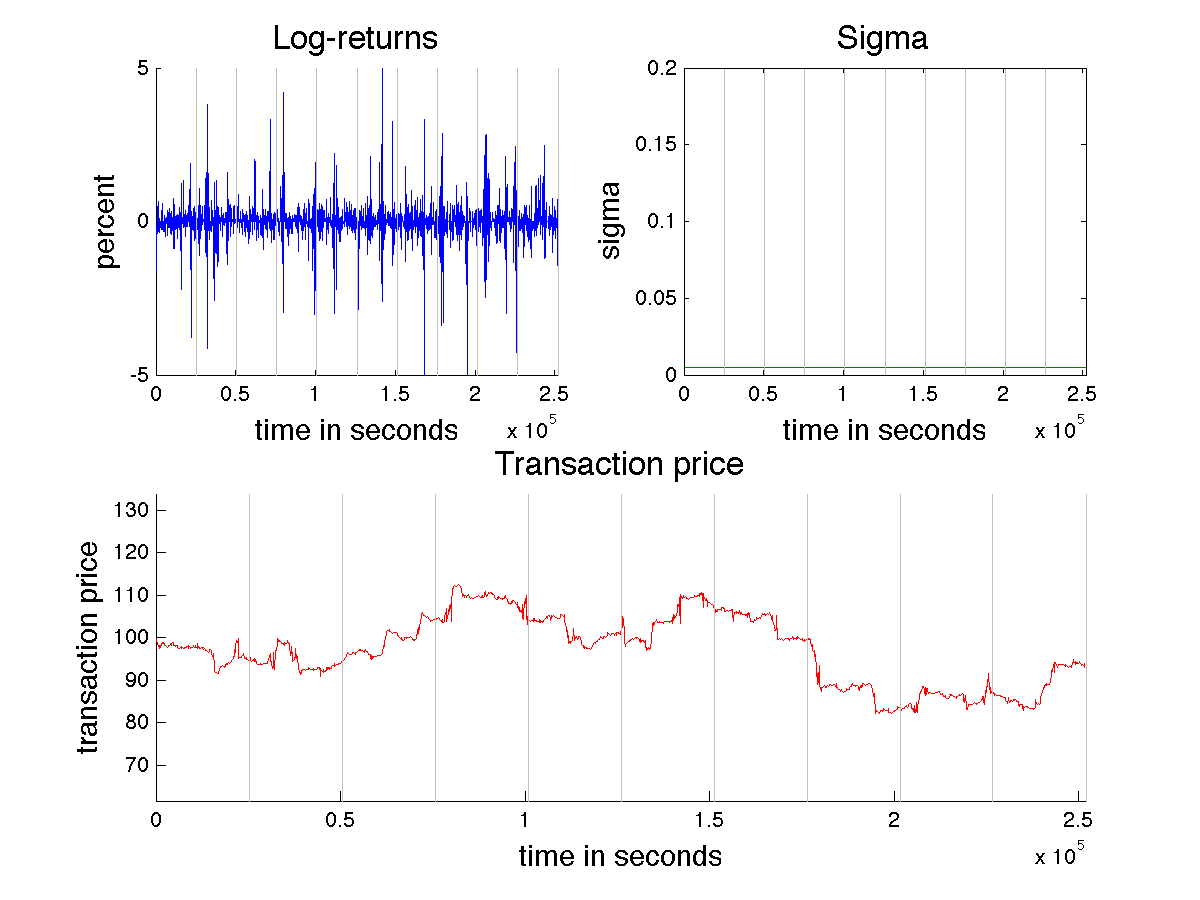 Log-returns
5
0
-5
percent
0 0.5 1 1.5 2 2.5
x 10^5
time in seconds
Sigma
0.2
0.15
0.1
0.05
0
sigma
0 0.5 1 1.5 2 2.5
x 10^5
time in seconds
Transaction price
130
120
110
100
90
80
70
transaction price
0 0.5 1 1.5 2 2.5
x 10^5
time in seconds